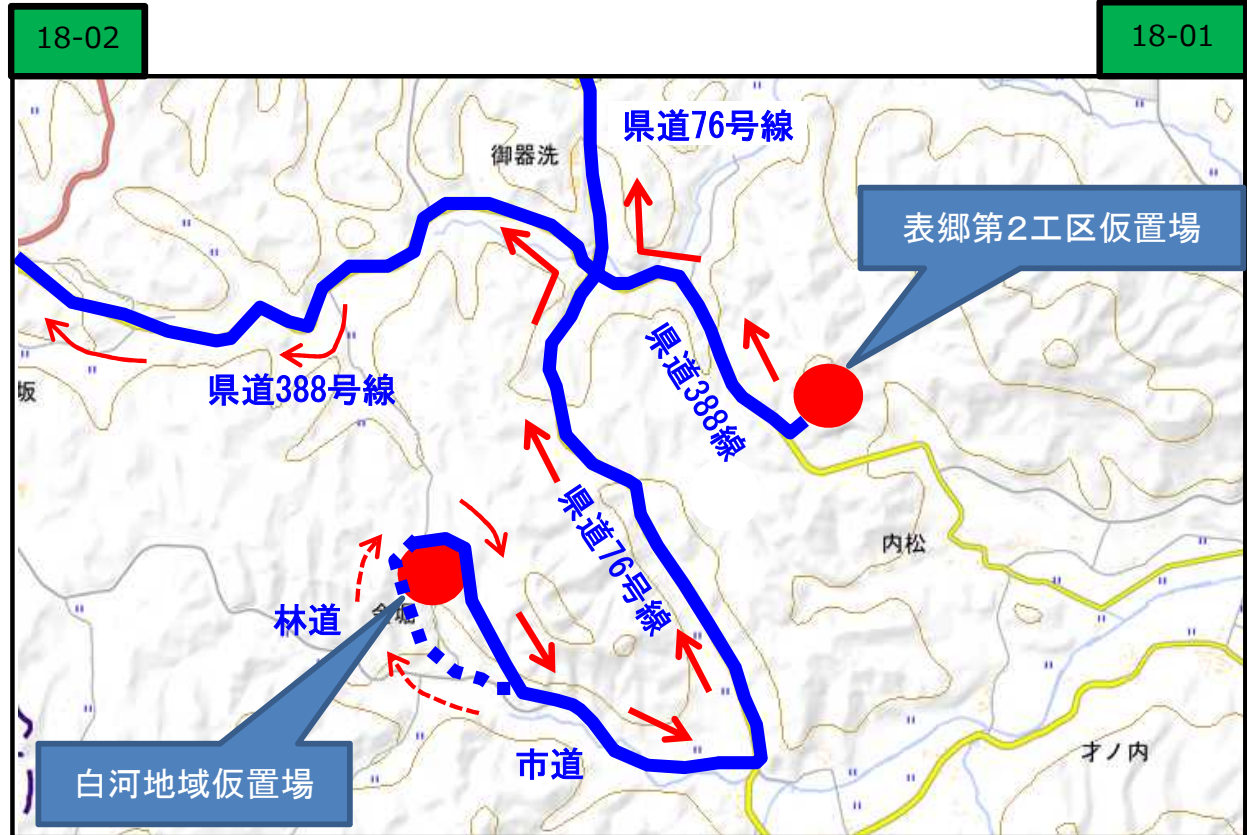 18-02
18-01
県道76号線
御器洗
表郷第2工区仮置場
県道388線
県道388号線
坂
県道76号線
内松
林道
白河地域仮置場
市道
才ノ内